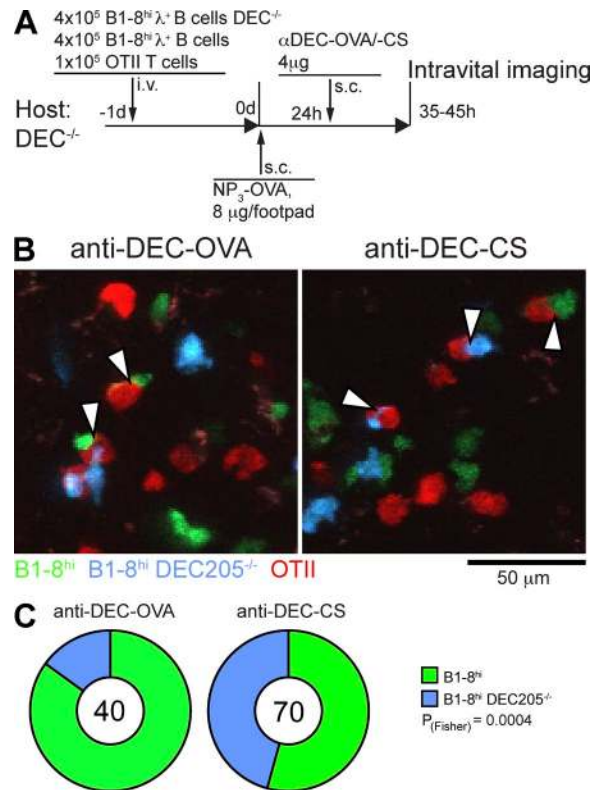 A
4x10⁵ B1-8ʰⁱ λ⁺ B cells DEC⁻/⁻
4x10⁵ B1-8ʰⁱ λ⁺ B cells
1x10⁵ OTII T cells
αDEC-OVA/-CS
4μg
Intravital imaging
i.v.
s.c.
Host:
DEC⁻/⁻
-1d
0d
24h
35-45h
s.c.
NP₃-OVA,
8 μg/footpad
B
anti-DEC-OVA
anti-DEC-CS
B1-8ʰⁱ B1-8ʰⁱ DEC205⁻/⁻ OTII
50 μm
C
anti-DEC-OVA
anti-DEC-CS
40
70
B1-8ʰⁱ
B1-8ʰⁱ DEC205⁻/⁻
P(Fisher) = 0.0004